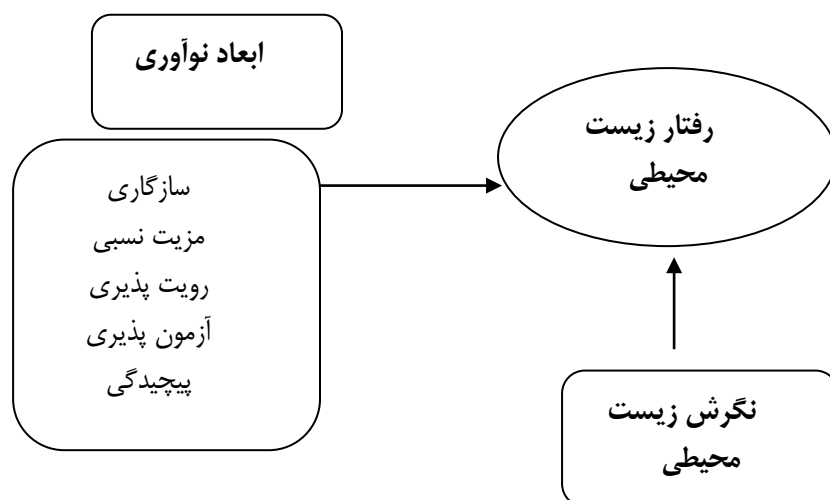 ابعاد نوآوری
سازگاری
مزیت نسبی
رویت پذیری
آزمون پذیری
پیچیدگی
رفتار زیست
محیطی
نگرش زیست
محیطی